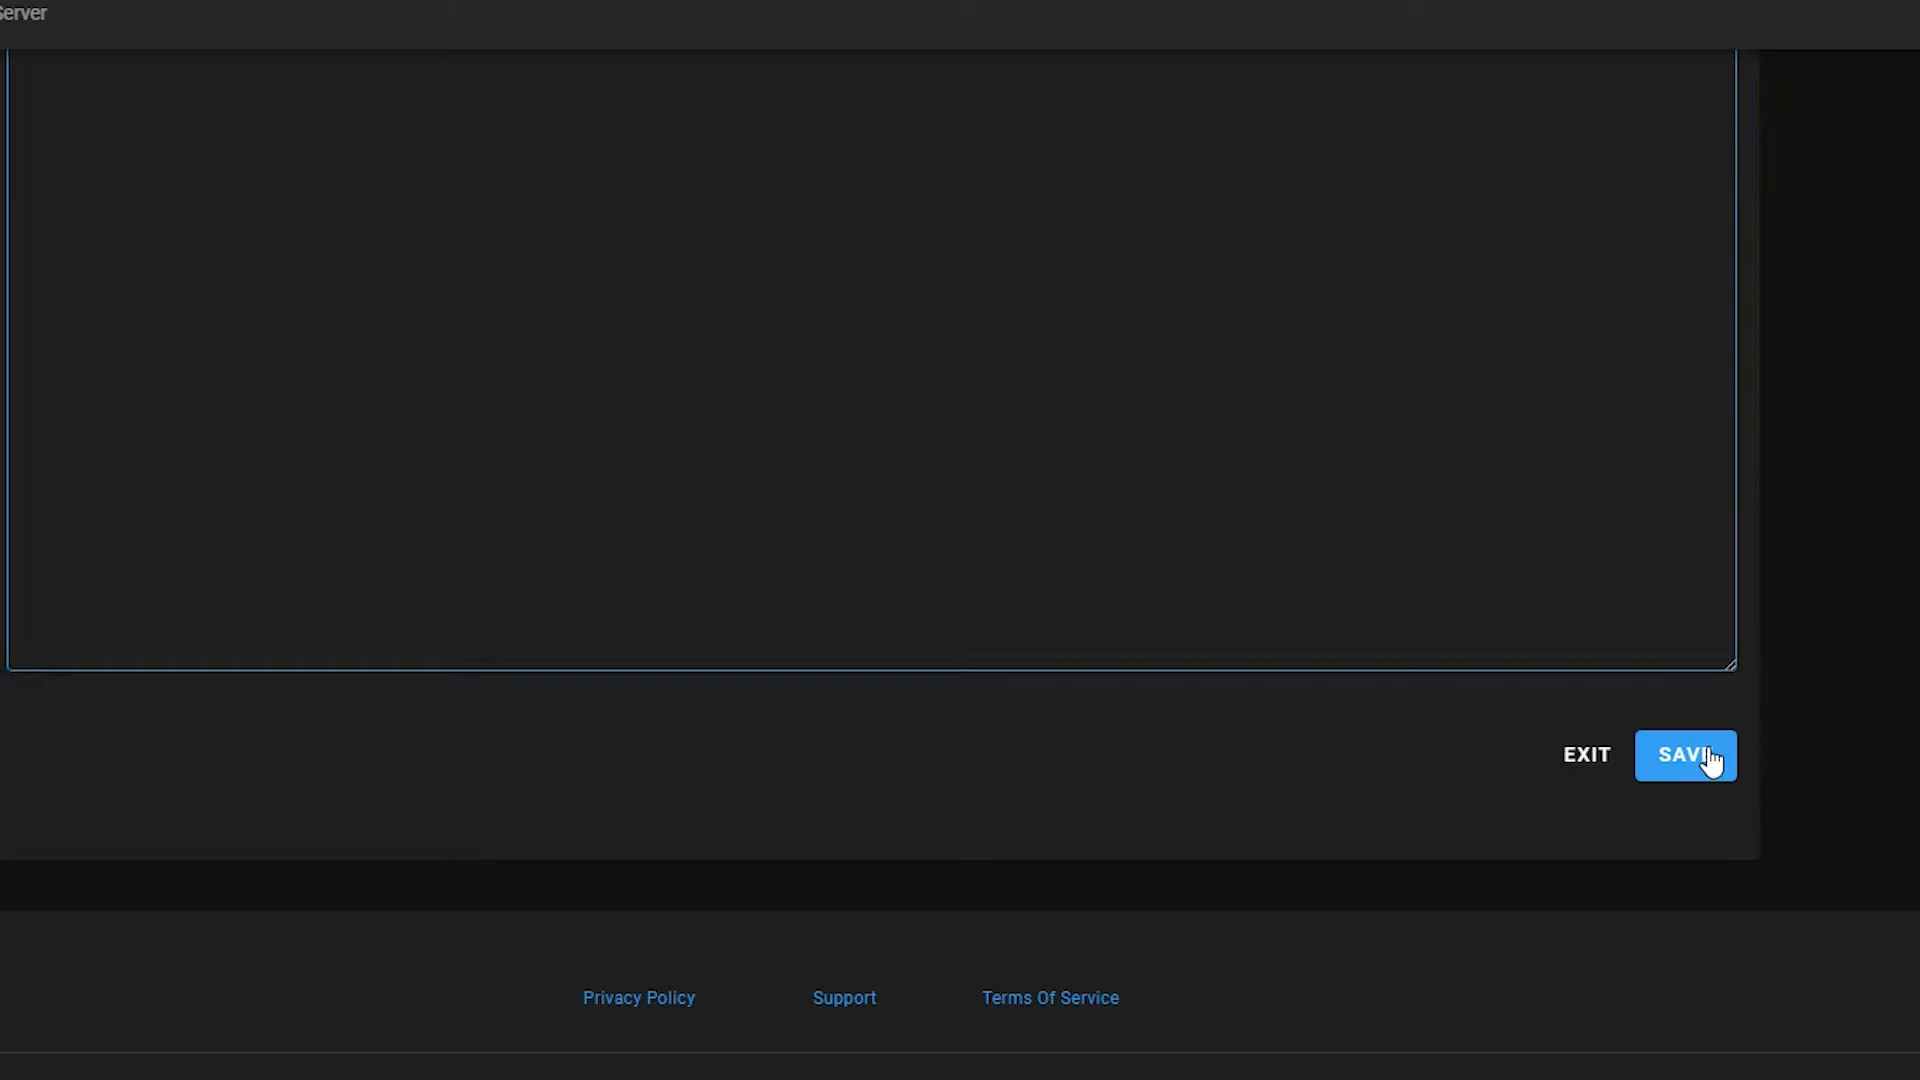 Server
EXIT
SAVE
Privacy Policy
Support
Terms Of Service